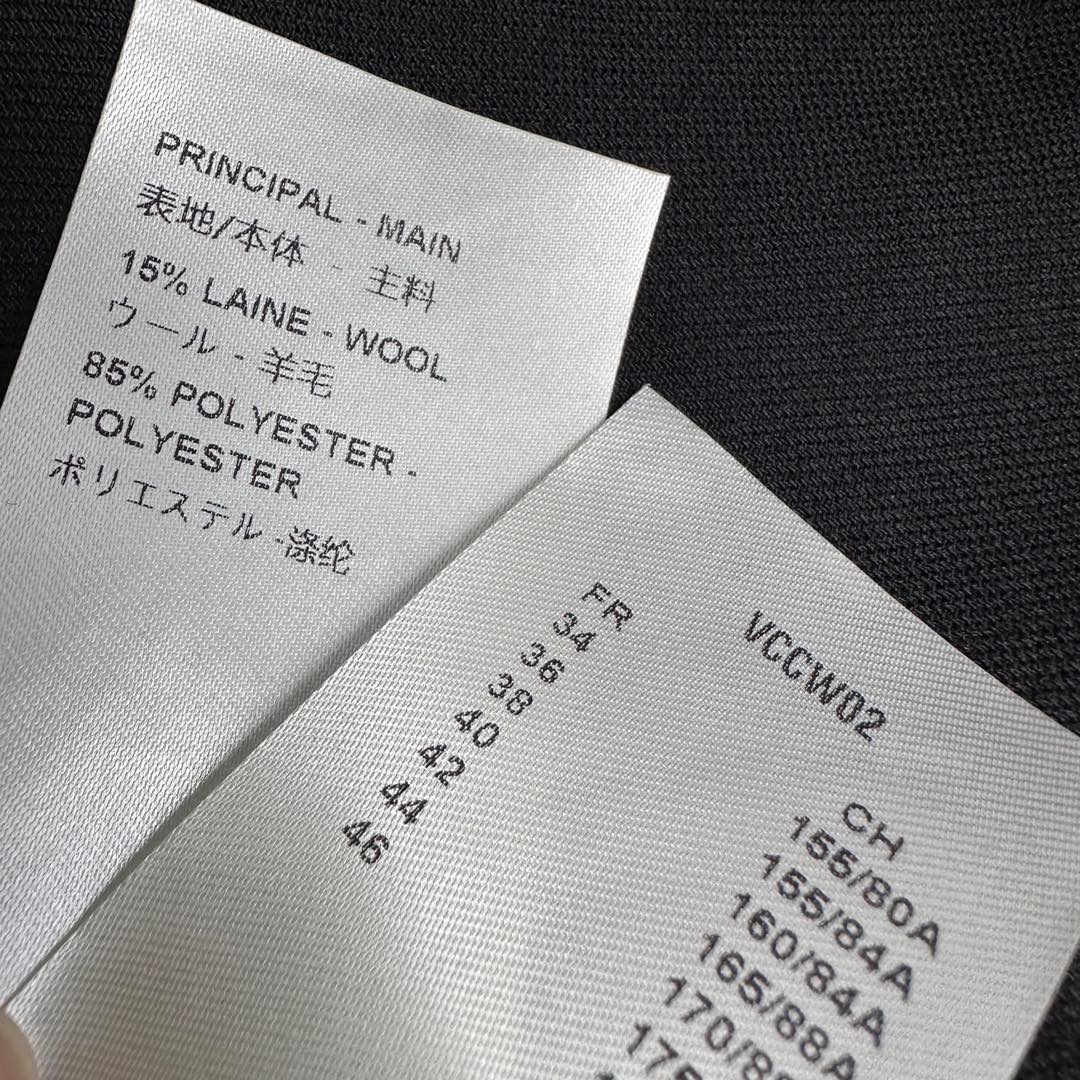 PRINCIPAL - MAIN
表地/本体 - 主料
15% LAINE - WOOL
ウール - 羊毛
85% POLYESTER -
POLYESTER
ポリエステル -涤纶
VCCW02
FR
34
36
38
40
42
44
46
CH
155/80A
155/84A
160/84A
165/88A